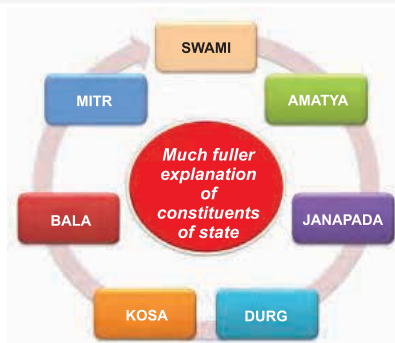 SWAMI
AMATYA
JANAPADA
DURG
KOSA
BALA
MITR
Much fuller
explanation
of
constituents
of state